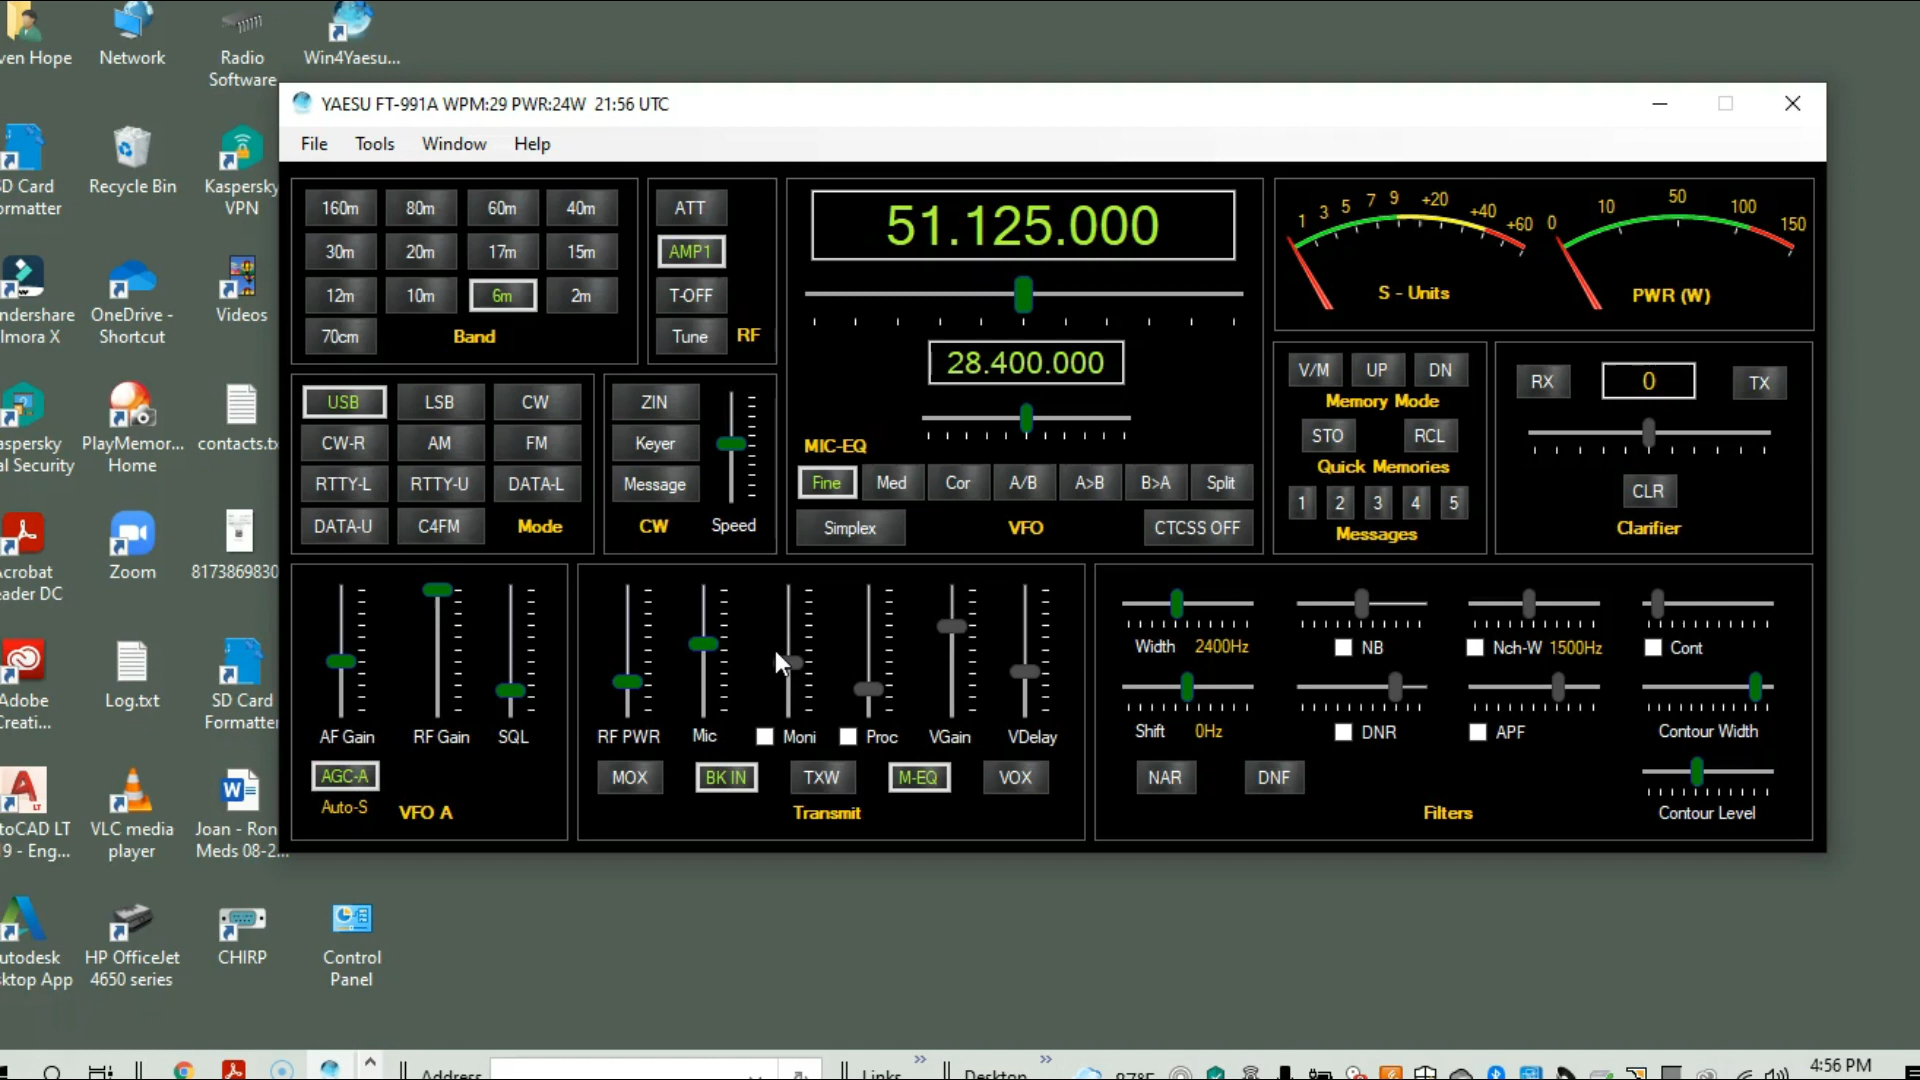 ven Hope
Network
Radio
Software
Win4Yaesu...
D Card
ormatter
Recycle Bin
Kaspersky
VPN
ndershare
lmora X
OneDrive -
Shortcut
Videos
aspersky
al Security
PlayMemor...
Home
contacts.tx
crobat
eader DC
Zoom
8173869830
Adobe
Creati...
Log.txt
SD Card
Formatter
toCAD LT
19 - Eng...
VLC media
player
Joan - Ron
Meds 08-2...
utodesk
sktop App
HP OfficeJet
4650 series
CHIRP
Control
Panel
YAESU FT-991A WPM:29 PWR:24W 21:56 UTC
File Tools Window Help
160m 80m 60m 40m
30m 20m 17m 15m
12m 10m 6m 2m
70cm Band
ATT
AMP1
T-OFF
Tune RF
51.125.000
28.400.000
MIC-EQ
Fine Med Cor A/B A>B B>A Split
Simplex VFO CTCSS OFF
1 3 5 7 9 +20 +40 +60
S - Units
0 10 50 100 150
PWR (W)
USB LSB CW
CW-R AM FM
RTTY-L RTTY-U DATA-L
DATA-U C4FM Mode
ZIN
Keyer
Message
CW Speed
V/M UP DN
Memory Mode
STO RCL
Quick Memories
1 2 3 4 5
Messages
RX 0 TX
CLR
Clarifier
AF Gain RF Gain SQL
AGC-A
Auto-S VFO A
RF PWR Mic Moni Proc VGain VDelay
MOX BK IN TXW M-EQ VOX
Transmit
Width 2400Hz NB Nch-W 1500Hz Cont
Shift 0Hz DNR APF Contour Width
NAR DNF
Filters Contour Level
Address Links Desktop 97°F 4:56 PM